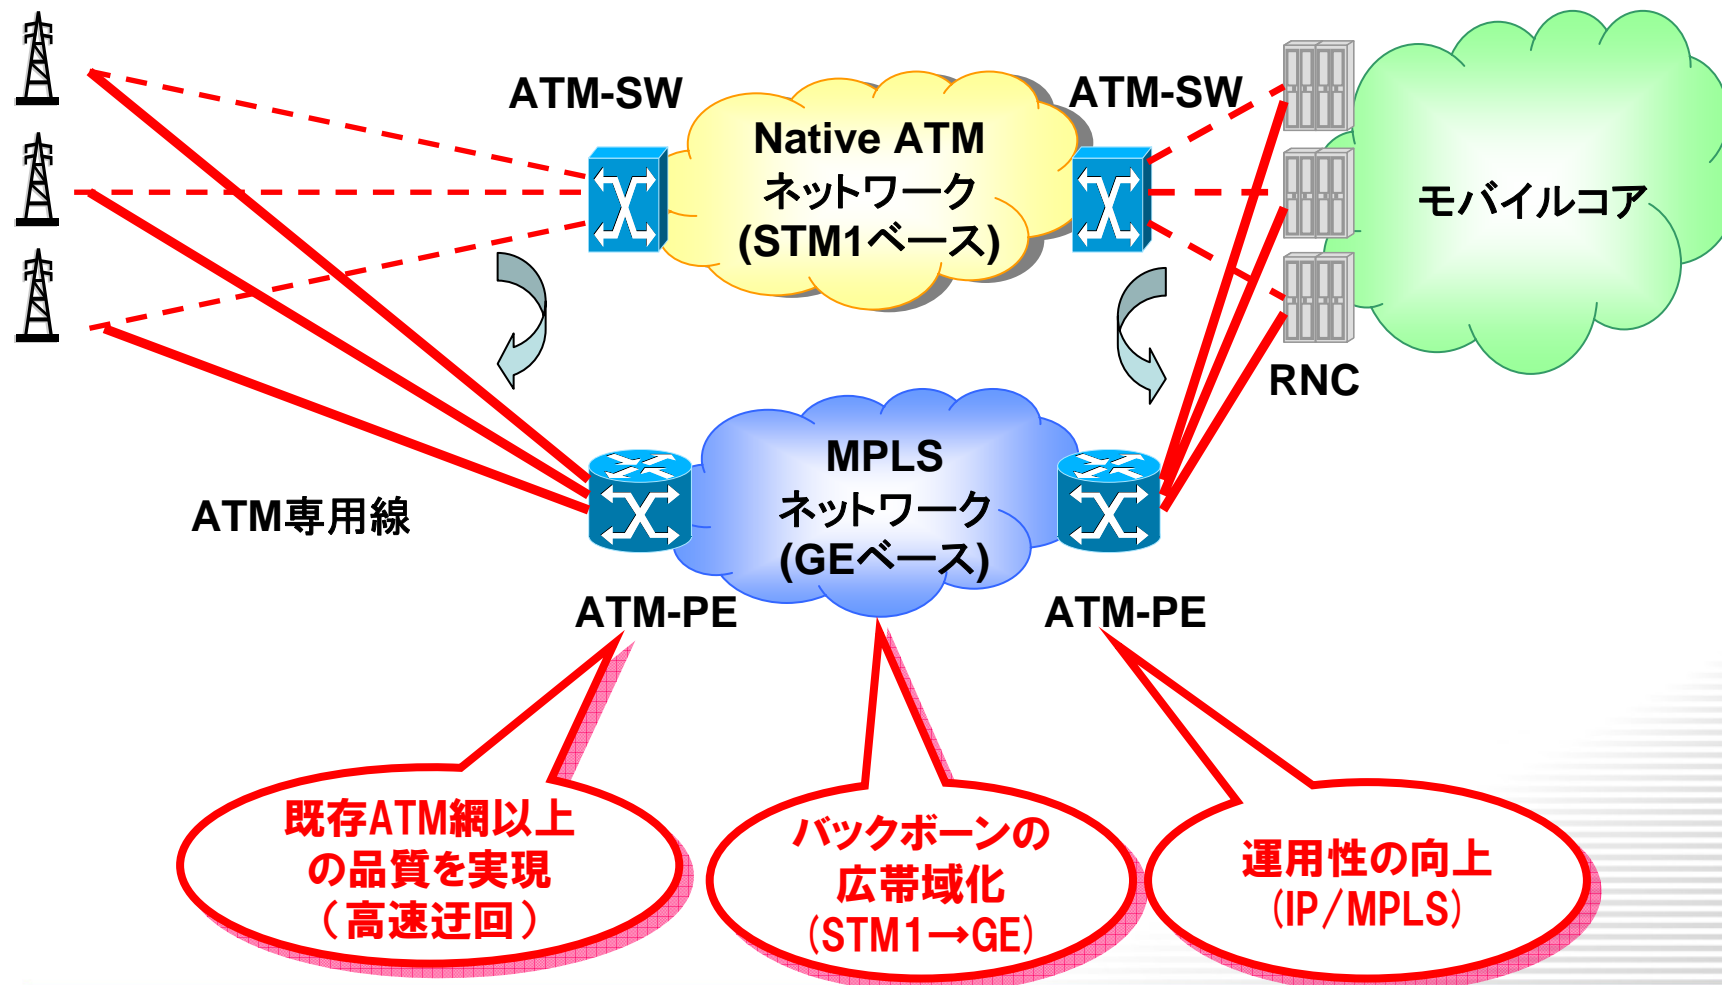 ATM-SW
ATM-SW
Native ATM
ネットワーク
(STM1ベース)
モバイルコア
RNC
MPLS
ネットワーク
(GEベース)
ATM専用線
ATM-PE
ATM-PE
既存ATM網以上
の品質を実現
（高速迂回）
バックボーンの
広帯域化
(STM1→GE)
運用性の向上
(IP/MPLS)